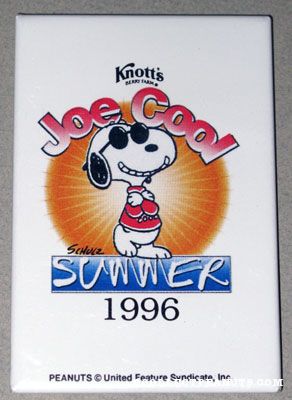 Knott's
BERRY FARM
Joe Cool
SCHULZ
SUMMER
1996
PEANUTS © United Feature Syndicate, Inc.